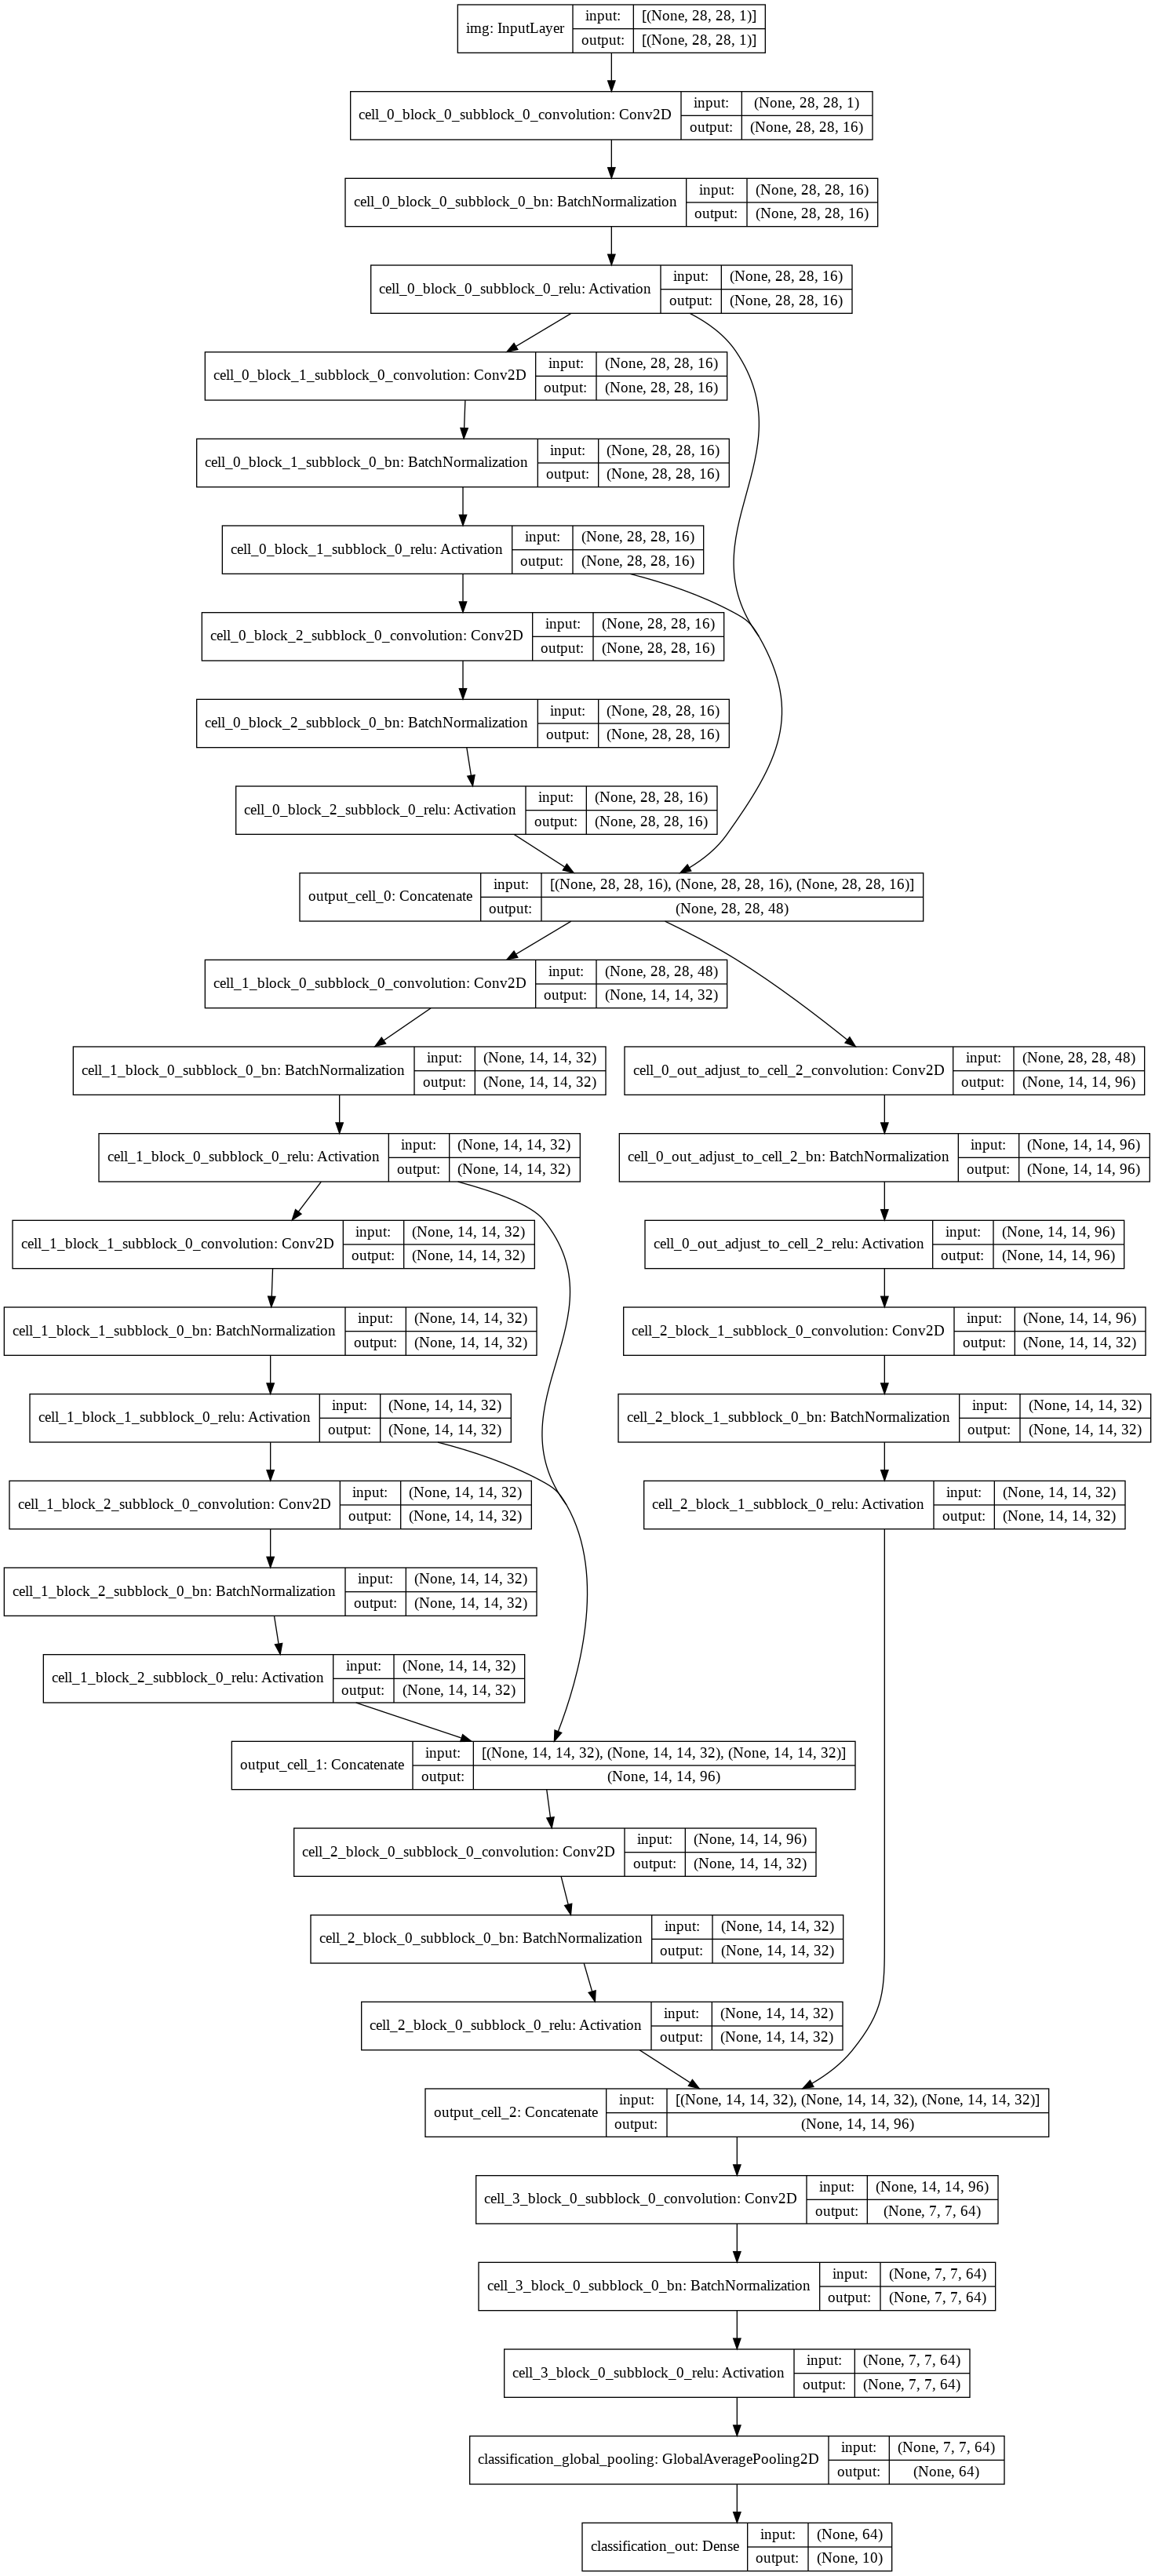 img: InputLayer
input: [(None, 28, 28, 1)]
output: [(None, 28, 28, 1)]
cell_0_block_0_subblock_0_convolution: Conv2D
input: (None, 28, 28, 1)
output: (None, 28, 28, 16)
cell_0_block_0_subblock_0_bn: BatchNormalization
input: (None, 28, 28, 16)
output: (None, 28, 28, 16)
cell_0_block_0_subblock_0_relu: Activation
input: (None, 28, 28, 16)
output: (None, 28, 28, 16)
cell_0_block_1_subblock_0_convolution: Conv2D
input: (None, 28, 28, 16)
output: (None, 28, 28, 16)
cell_0_block_1_subblock_0_bn: BatchNormalization
input: (None, 28, 28, 16)
output: (None, 28, 28, 16)
cell_0_block_1_subblock_0_relu: Activation
input: (None, 28, 28, 16)
output: (None, 28, 28, 16)
cell_0_block_2_subblock_0_convolution: Conv2D
input: (None, 28, 28, 16)
output: (None, 28, 28, 16)
cell_0_block_2_subblock_0_bn: BatchNormalization
input: (None, 28, 28, 16)
output: (None, 28, 28, 16)
cell_0_block_2_subblock_0_relu: Activation
input: (None, 28, 28, 16)
output: (None, 28, 28, 16)
output_cell_0: Concatenate
input: [(None, 28, 28, 16), (None, 28, 28, 16), (None, 28, 28, 16)]
output: (None, 28, 28, 48)
cell_1_block_0_subblock_0_convolution: Conv2D
input: (None, 28, 28, 48)
output: (None, 14, 14, 32)
cell_1_block_0_subblock_0_bn: BatchNormalization
input: (None, 14, 14, 32)
output: (None, 14, 14, 32)
cell_0_out_adjust_to_cell_2_convolution: Conv2D
input: (None, 28, 28, 48)
output: (None, 14, 14, 96)
cell_1_block_0_subblock_0_relu: Activation
input: (None, 14, 14, 32)
output: (None, 14, 14, 32)
cell_0_out_adjust_to_cell_2_bn: BatchNormalization
input: (None, 14, 14, 96)
output: (None, 14, 14, 96)
cell_1_block_1_subblock_0_convolution: Conv2D
input: (None, 14, 14, 32)
output: (None, 14, 14, 32)
cell_0_out_adjust_to_cell_2_relu: Activation
input: (None, 14, 14, 96)
output: (None, 14, 14, 96)
cell_1_block_1_subblock_0_bn: BatchNormalization
input: (None, 14, 14, 32)
output: (None, 14, 14, 32)
cell_2_block_1_subblock_0_convolution: Conv2D
input: (None, 14, 14, 96)
output: (None, 14, 14, 32)
cell_1_block_1_subblock_0_relu: Activation
input: (None, 14, 14, 32)
output: (None, 14, 14, 32)
cell_2_block_1_subblock_0_bn: BatchNormalization
input: (None, 14, 14, 32)
output: (None, 14, 14, 32)
cell_1_block_2_subblock_0_convolution: Conv2D
input: (None, 14, 14, 32)
output: (None, 14, 14, 32)
cell_2_block_1_subblock_0_relu: Activation
input: (None, 14, 14, 32)
output: (None, 14, 14, 32)
cell_1_block_2_subblock_0_bn: BatchNormalization
input: (None, 14, 14, 32)
output: (None, 14, 14, 32)
cell_1_block_2_subblock_0_relu: Activation
input: (None, 14, 14, 32)
output: (None, 14, 14, 32)
output_cell_1: Concatenate
input: [(None, 14, 14, 32), (None, 14, 14, 32), (None, 14, 14, 32)]
output: (None, 14, 14, 96)
cell_2_block_0_subblock_0_convolution: Conv2D
input: (None, 14, 14, 96)
output: (None, 14, 14, 32)
cell_2_block_0_subblock_0_bn: BatchNormalization
input: (None, 14, 14, 32)
output: (None, 14, 14, 32)
cell_2_block_0_subblock_0_relu: Activation
input: (None, 14, 14, 32)
output: (None, 14, 14, 32)
output_cell_2: Concatenate
input: [(None, 14, 14, 32), (None, 14, 14, 32), (None, 14, 14, 32)]
output: (None, 14, 14, 96)
cell_3_block_0_subblock_0_convolution: Conv2D
input: (None, 14, 14, 96)
output: (None, 7, 7, 64)
cell_3_block_0_subblock_0_bn: BatchNormalization
input: (None, 7, 7, 64)
output: (None, 7, 7, 64)
cell_3_block_0_subblock_0_relu: Activation
input: (None, 7, 7, 64)
output: (None, 7, 7, 64)
classification_global_pooling: GlobalAveragePooling2D
input: (None, 7, 7, 64)
output: (None, 64)
classification_out: Dense
input: (None, 64)
output: (None, 10)